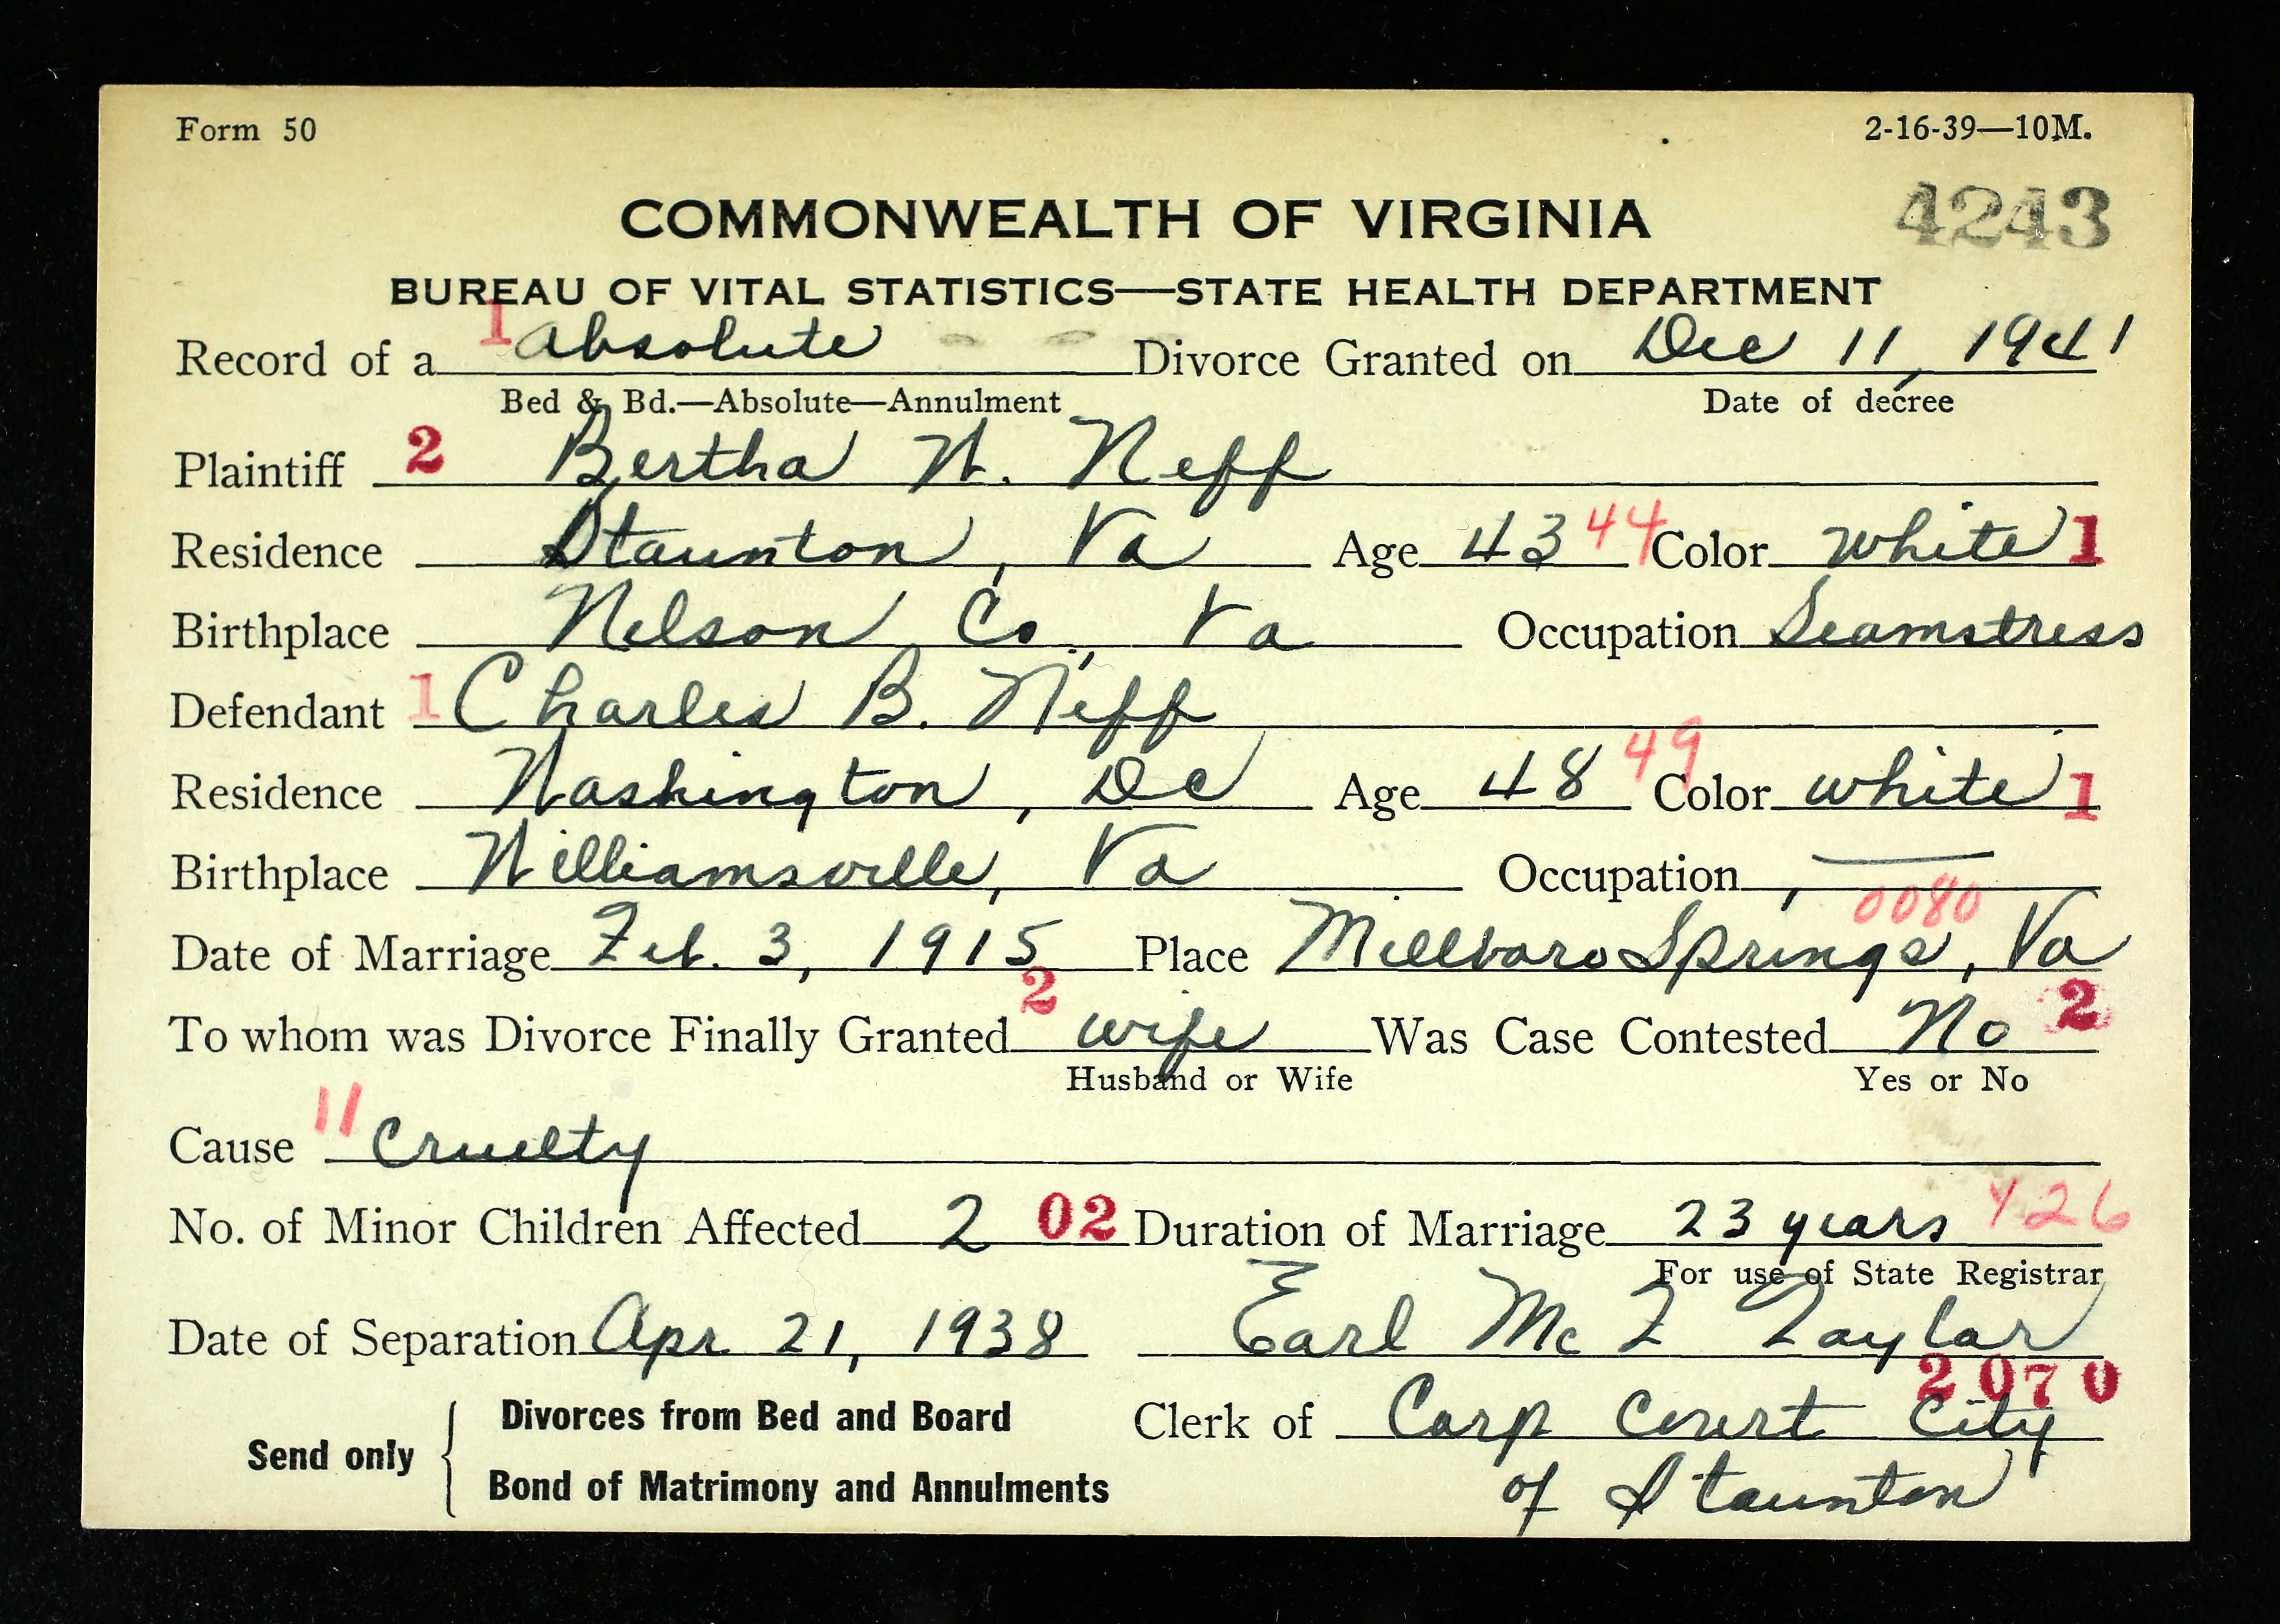 Form 50 2-16-39—10M.
COMMONWEALTH OF VIRGINIA 4243
BUREAU OF VITAL STATISTICS—STATE HEALTH DEPARTMENT
Record of a 1 absolute Divorce Granted on Dec 11, 1941
Bed & Bd.—Absolute—Annulment Date of decree
Plaintiff 2 Bertha W. Neff
Residence Staunton, Va Age 43 44 Color white 1
Birthplace Nelson Co., Va Occupation Seamstress
Defendant 1 Charles B. Neff
Residence Washington, DC Age 48 49 Color white 1
Birthplace Williamsville, Va Occupation —
0080
Date of Marriage Feb. 3, 1915 Place Millboro Springs, Va
To whom was Divorce Finally Granted 2 wife Was Case Contested No 2
Husband or Wife Yes or No
Cause 11 Cruelty
No. of Minor Children Affected 2 02 Duration of Marriage 23 years 426
For use of State Registrar
Date of Separation Apr 21, 1938 Earl Mc F Taylor
2070
Send only { Divorces from Bed and Board Clerk of Corp Court City
Bond of Matrimony and Annulments of Staunton